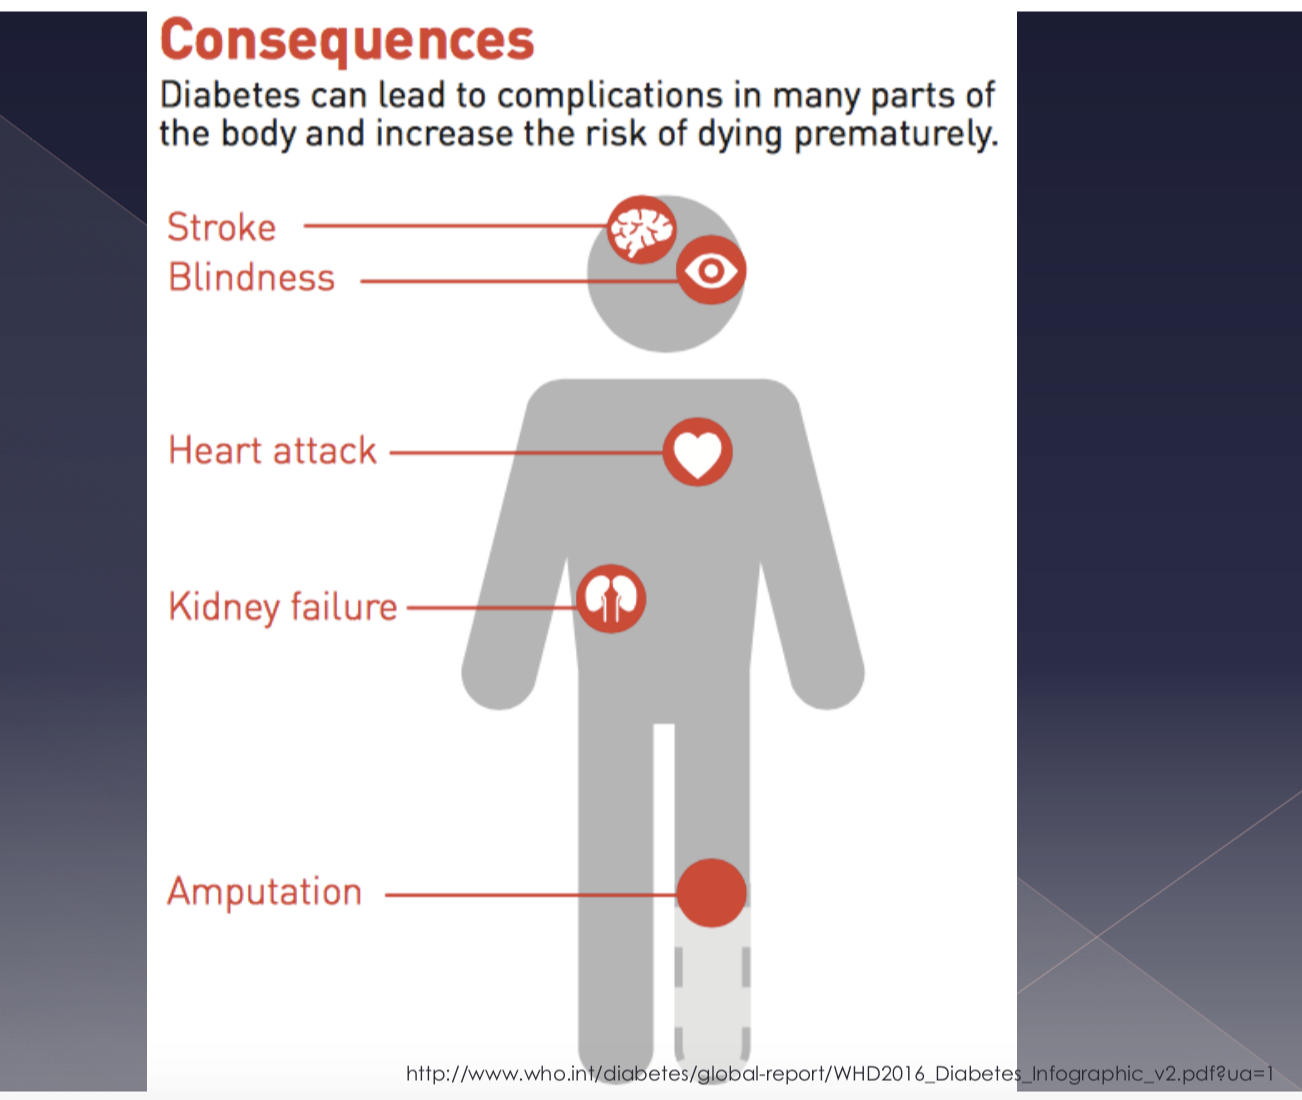 Consequences
Diabetes can lead to complications in many parts of
the body and increase the risk of dying prematurely.
Stroke
Blindness
Heart attack
Kidney failure
Amputation
http://www.who.int/diabetes/global-report/WHD2016_Diabetes_Infographic_v2.pdf?ua=1